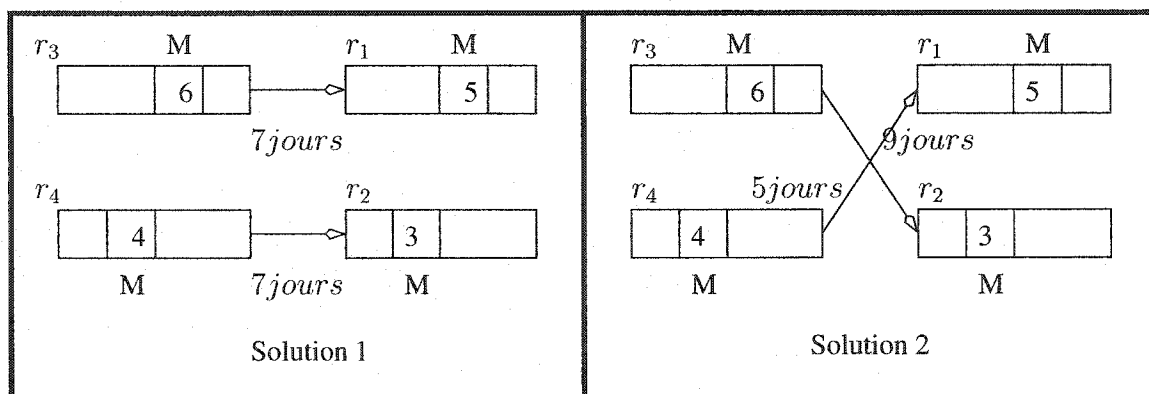 r3 M r1 M
6 5
7jours
r4 r2
4 3
M 7jours M
Solution 1
r3 M r1 M
6 5
9jours
r4 5jours r2
4 3
M M
Solution 2